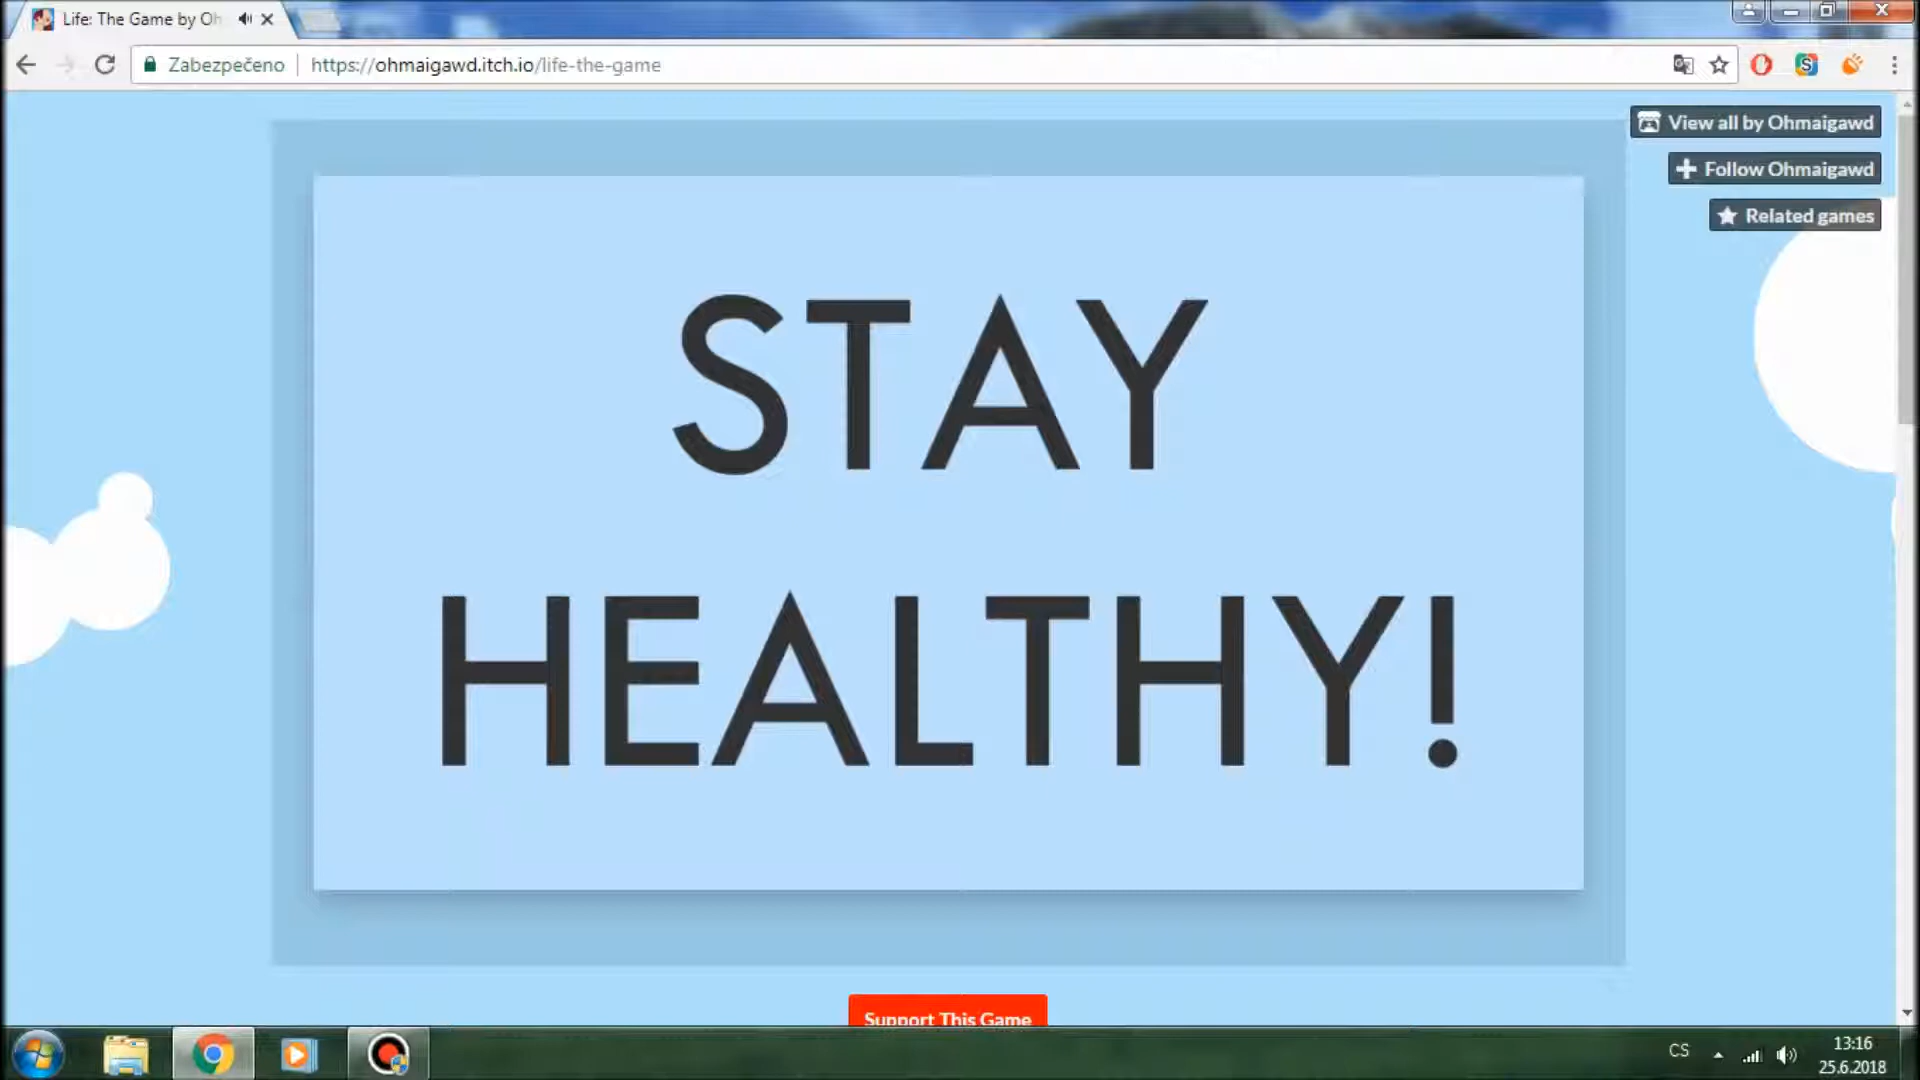 Life: The Game by Oh
Zabezpečeno
https://ohmaigawd.itch.io/life-the-game
View all by Ohmaigawd
Follow Ohmaigawd
Related games
STAY
HEALTHY!
Support This Game
CS
13:16
25.6.2018